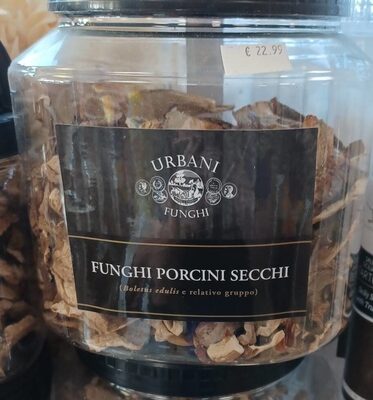 € 22.99
URBANI
FUNGHI
FUNGHI PORCINI SECCHI
(Boletus edulis e relativo gruppo)